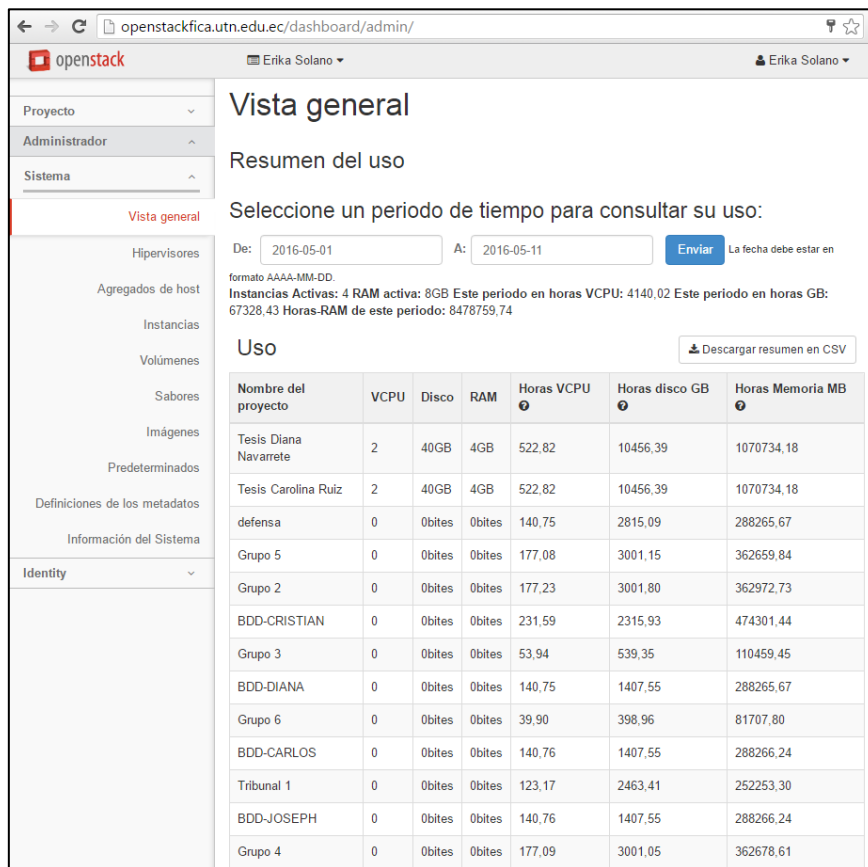 openstackfica.utn.edu.ec/dashboard/admin/
openstack
Erika Solano
Erika Solano
Proyecto
Administrador
Sistema
Vista general
Hipervisores
Agregados de host
Instancias
Volúmenes
Sabores
Imágenes
Predeterminados
Definiciones de los metadatos
Información del Sistema
Identity
Vista general
Resumen del uso
Seleccione un periodo de tiempo para consultar su uso:
De: 2016-05-01 A: 2016-05-11 Enviar La fecha debe estar en
formato AAAA-MM-DD.
Instancias Activas: 4 RAM activa: 8GB Este periodo en horas VCPU: 4140,02 Este periodo en horas GB:
67328,43 Horas-RAM de este periodo: 8478759,74
Uso
Descargar resumen en CSV
Nombre del proyecto VCPU Disco RAM Horas VCPU Horas disco GB Horas Memoria MB
Tesis Diana Navarrete 2 40GB 4GB 522,82 10456,39 1070734,18
Tesis Carolina Ruiz 2 40GB 4GB 522,82 10456,39 1070734,18
defensa 0 0bites 0bites 140,75 2815,09 288265,67
Grupo 5 0 0bites 0bites 177,08 3001,15 362659,84
Grupo 2 0 0bites 0bites 177,23 3001,80 362972,73
BDD-CRISTIAN 0 0bites 0bites 231,59 2315,93 474301,44
Grupo 3 0 0bites 0bites 53,94 539,35 110459,45
BDD-DIANA 0 0bites 0bites 140,75 1407,55 288265,67
Grupo 6 0 0bites 0bites 39,90 398,96 81707,80
BDD-CARLOS 0 0bites 0bites 140,76 1407,55 288266,24
Tribunal 1 0 0bites 0bites 123,17 2463,41 252253,30
BDD-JOSEPH 0 0bites 0bites 140,76 1407,55 288266,24
Grupo 4 0 0bites 0bites 177,09 3001,05 362678,61